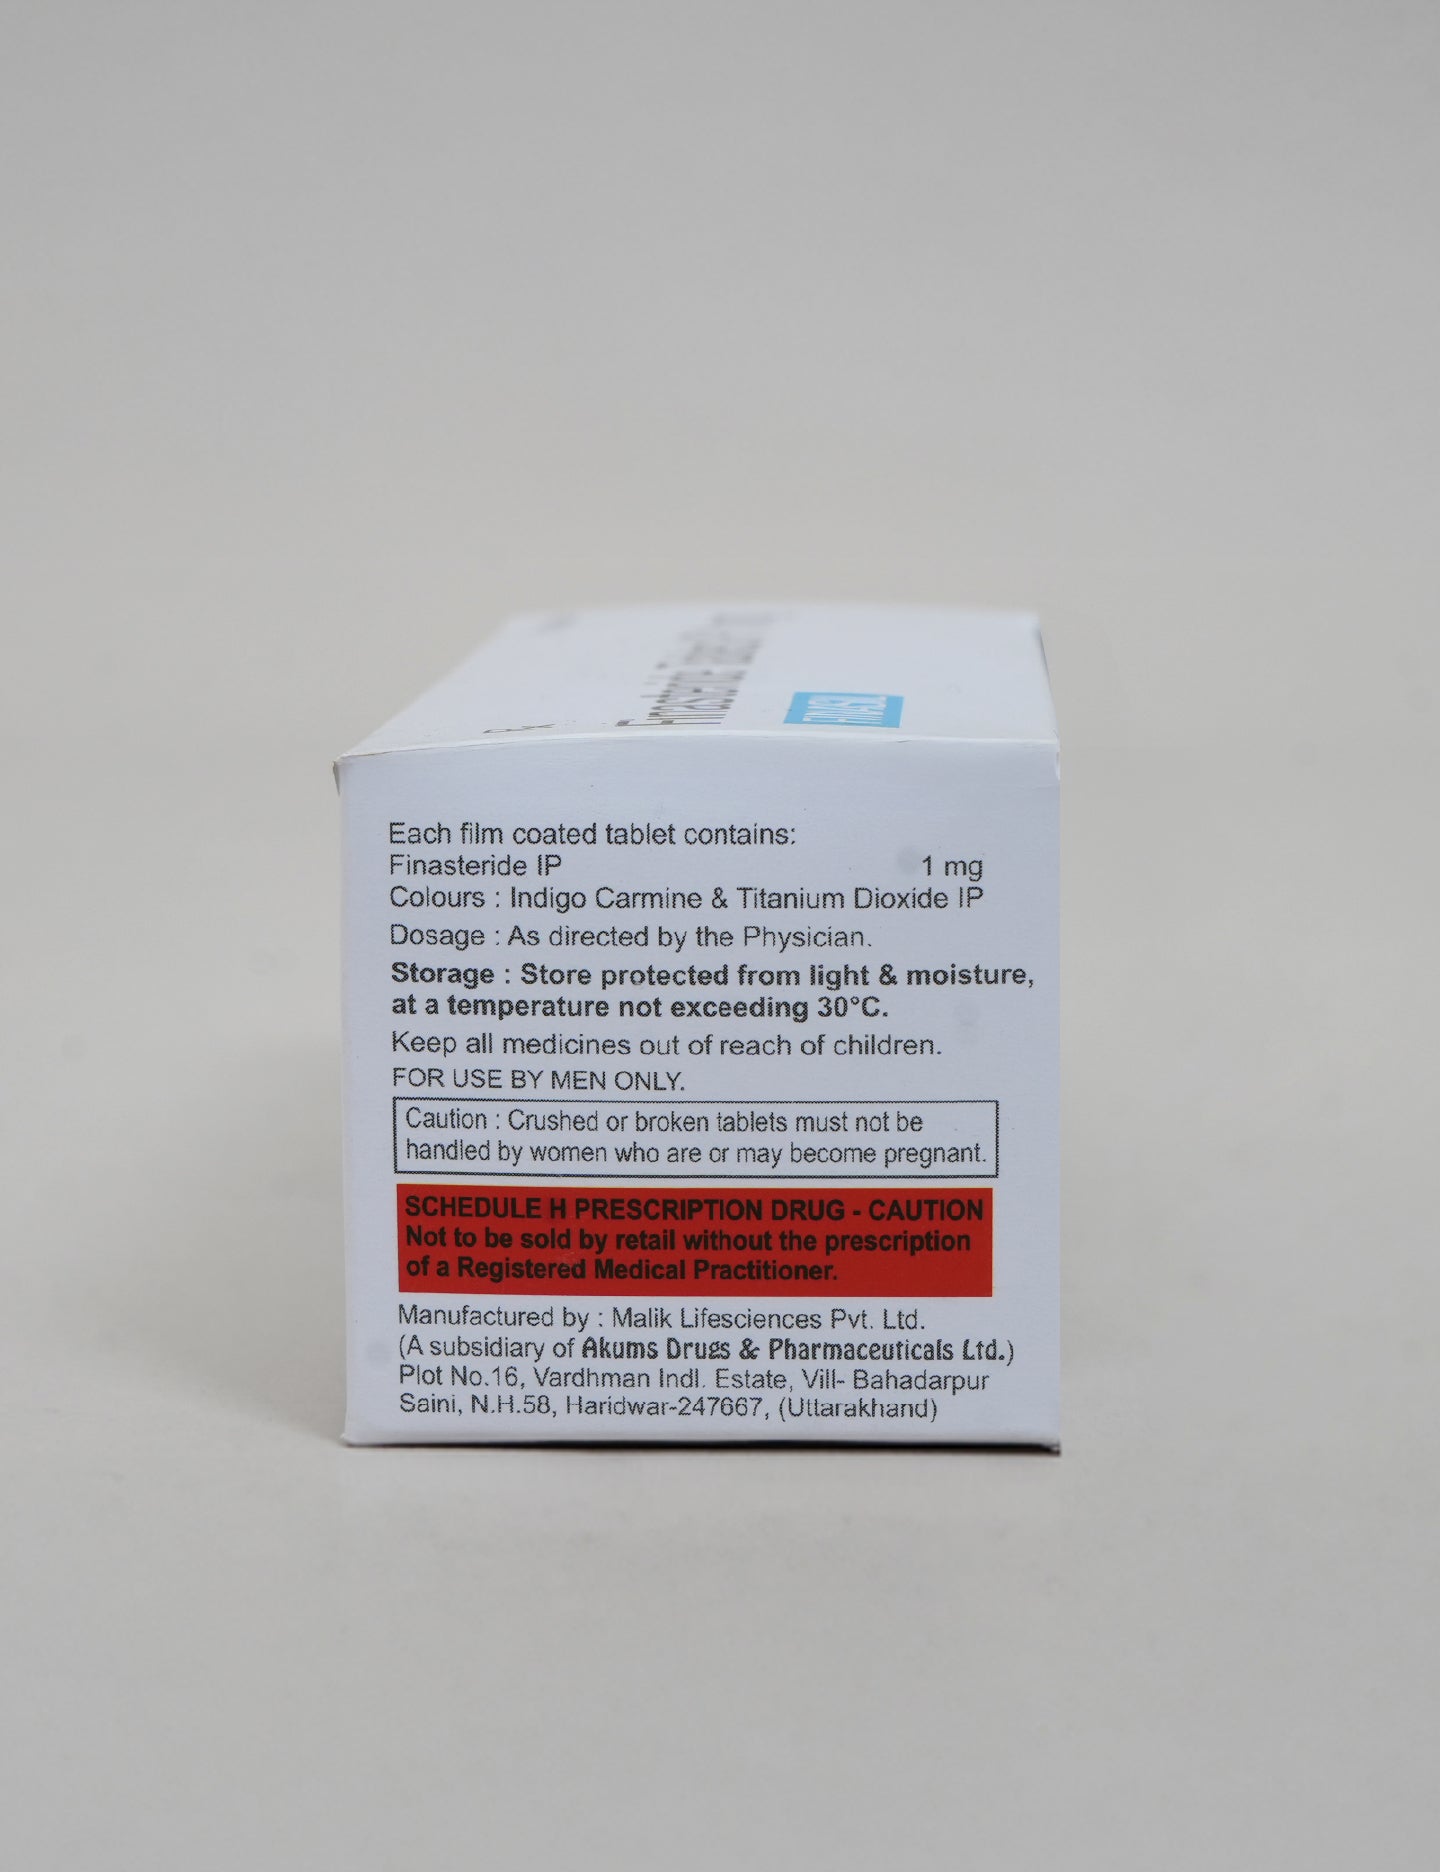 Rx
Finasteride Tablets
Each film coated tablet contains:
Finasteride IP 1 mg
Colours : Indigo Carmine & Titanium Dioxide IP
Dosage : As directed by the Physician.
Storage : Store protected from light & moisture,
at a temperature not exceeding 30°C.
Keep all medicines out of reach of children.
FOR USE BY MEN ONLY.
Caution : Crushed or broken tablets must not be
handled by women who are or may become pregnant.
SCHEDULE H PRESCRIPTION DRUG - CAUTION
Not to be sold by retail without the prescription
of a Registered Medical Practitioner.
Manufactured by : Malik Lifesciences Pvt. Ltd.
(A subsidiary of Akums Drugs & Pharmaceuticals Ltd.)
Plot No.16, Vardhman Indl. Estate, Vill- Bahadarpur
Saini, N.H.58, Haridwar-247667, (Uttarakhand)